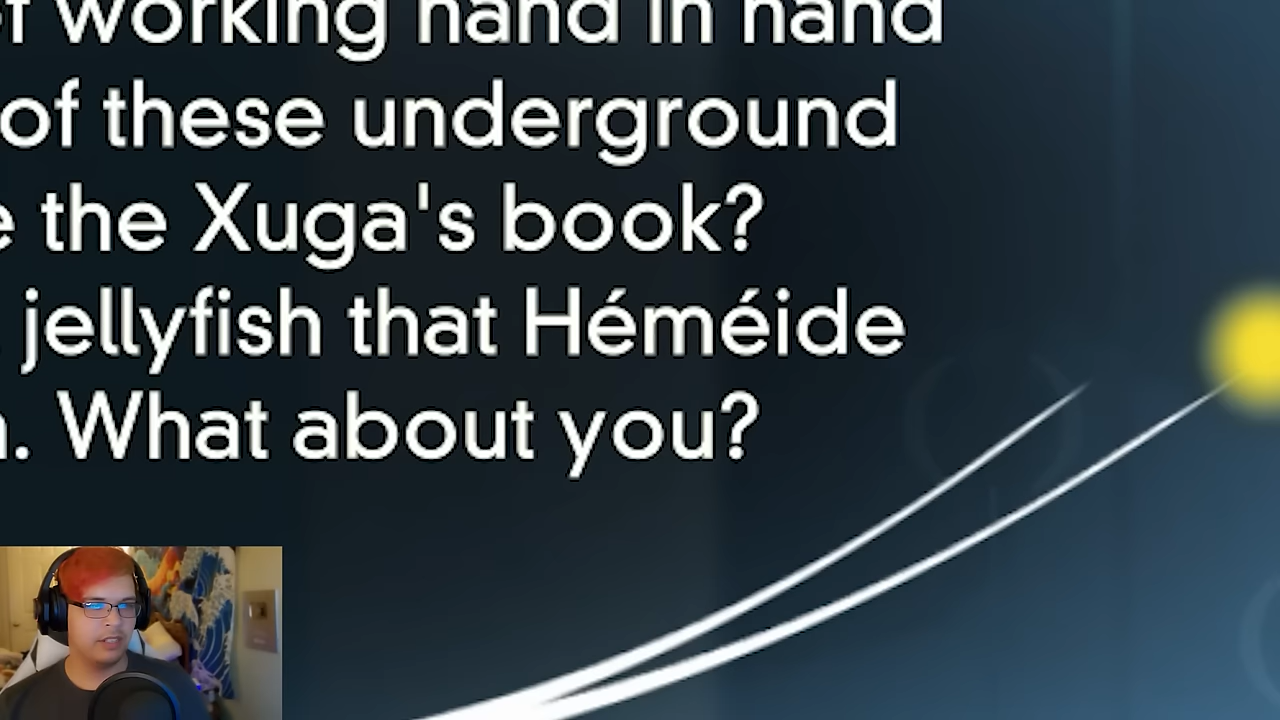 working hand in hand
of these underground
the Xuga's book?
jellyfish that Héméide
. What about you?